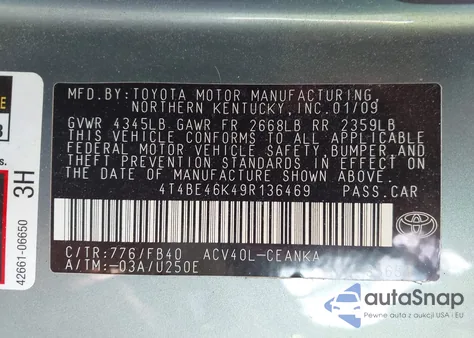 MFD. BY:TOYOTA MOTOR MANUFACTURING,
NORTHERN KENTUCKY,INC.01/09
GVWR 4345LB GAWR FR 2668LB RR 2359LB
THIS VEHICLE CONFORMS TO ALL APPLICABLE
FEDERAL MOTOR VEHICLE SAFETY, BUMPER AND
THEFT PREVENTION STANDARDS IN EFFECT ON
THE DATE OF MANUFACTURE SHOWN ABOVE.
4T4BE46K49R136469 PASS.CAR
C/TR:776/FB40 ACV40L-CEANKA
A/TM:-03A/U250E
TOYOTA
42661-06650
3H
autoSnap
Pewne auta z aukcji USA i EU